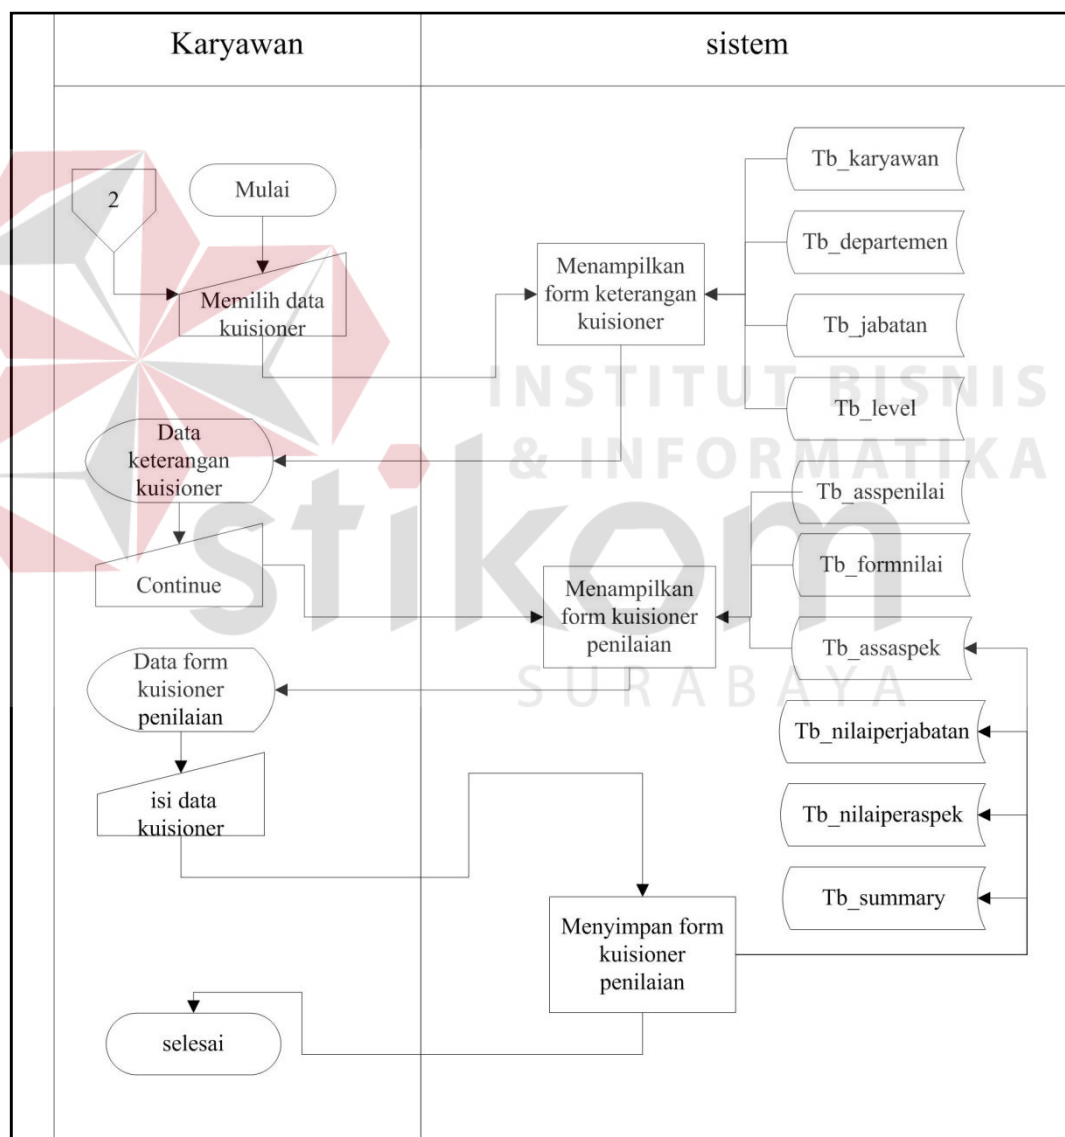 Karyawan
sistem
2
Mulai
Memilih data
kuisioner
Menampilkan
form keterangan
kuisioner
Tb_karyawan
Tb_departemen
Tb_jabatan
Tb_level
Data
keterangan
kuisioner
Continue
Menampilkan
form kuisioner
penilaian
Tb_asspenilai
Tb_formnilai
Tb_assaspek
Data form
kuisioner
penilaian
isi data
kuisioner
Tb_nilaiperjabatan
Tb_nilaiperaspek
Tb_summary
Menyimpan form
kuisioner
penilaian
selesai
INSTITUT BISNIS
& INFORMATIKA
stikom
SURABAYA